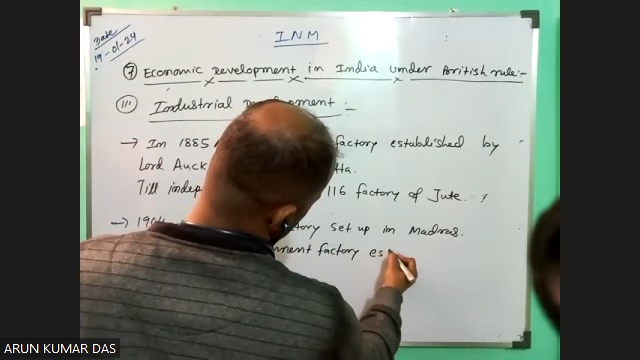 Date
19-01-24
INM
⑦ Economic Development in India under British rule:-
(iii) Industrial Development :-
→ In 1885 factory established by
Lord Auck tta.
Till indep 116 factory of Jute.
→ 1904 tory set up in Madras.
nment factory es
ARUN KUMAR DAS